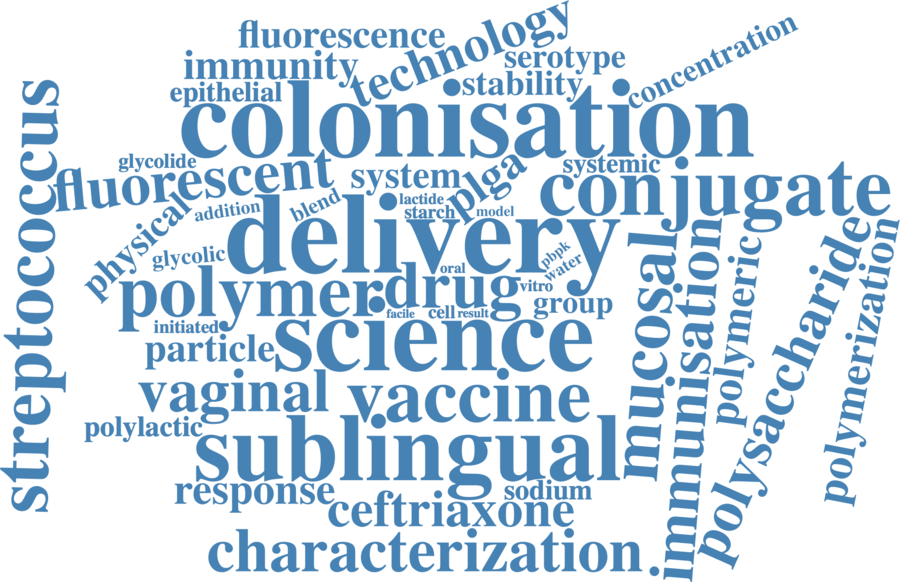 fluorescence
technology
immunity
serotype
concentration
epithelial
stability
colonisation
streptococcus
glycolide
systemic
fluorescent
system
plga
conjugate
physical
addition
blend
lactide
starch
model
delivery
glycolic
oral
pbpk
water
polymer
drug
vitro
group
initiated
facile
cell
result
science
particle
mucosal
immunisation
polymeric
polysaccharide
polymerization
vaginal
vaccine
polylactic
sublingual
response
sodium
ceftriaxone
characterization